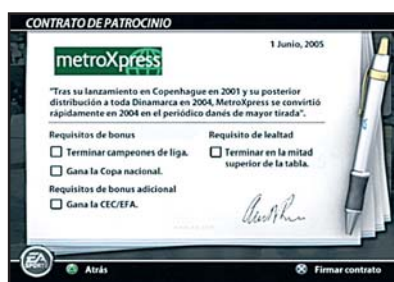 CONTRATO DE PATROCINIO
1 Junio, 2005
metroXpress
"Tras su lanzamiento en Copenhague en 2001 y su posterior
distribución a toda Dinamarca en 2004, MetroXpress se convirtió
rápidamente en 2004 en el periódico danés de mayor tirada".
Requisitos de bonus
Terminar campeones de liga.
Gana la Copa nacional.
Requisitos de bonus adicional
Gana la CEC/EFA.
Requisito de lealtad
Terminar en la mitad
superior de la tabla.
EA
SPORTS
Atrás
Firmar contrato